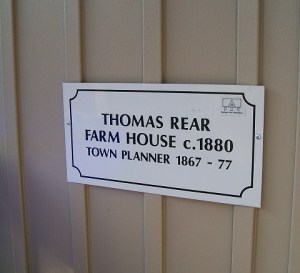 THOMAS REAR
FARM HOUSE c.1880
TOWN PLANNER 1867 - 77